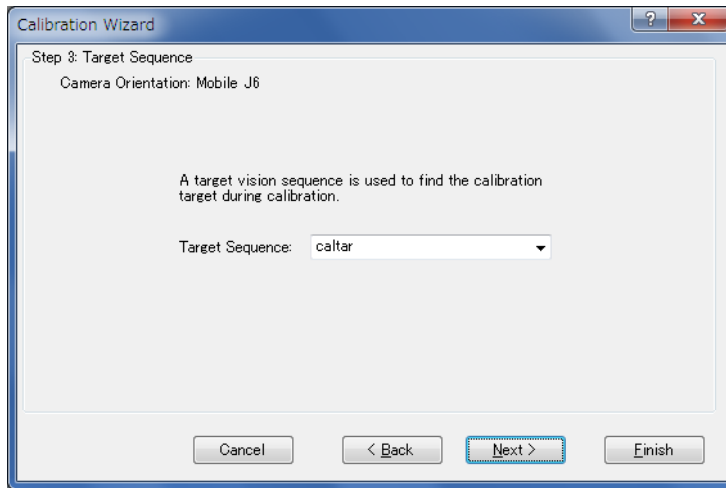 Calibration Wizard
Step 3: Target Sequence
Camera Orientation: Mobile J6
A target vision sequence is used to find the calibration
target during calibration.
Target Sequence: caltar
Cancel < Back Next > Finish